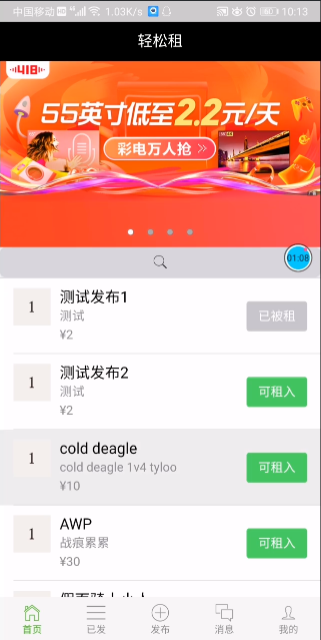 中国移动 HD 4G 1.03K/s 10:13
轻松租
418
55英寸低至2.2元/天
彩电万人抢
01:08
1
测试发布1
测试
¥2
已被租
1
测试发布2
测试
¥2
可租入
1
cold deagle
cold deagle 1v4 tyloo
¥10
可租入
1
AWP
战痕累累
¥30
可租入
首页
已发
发布
消息
我的